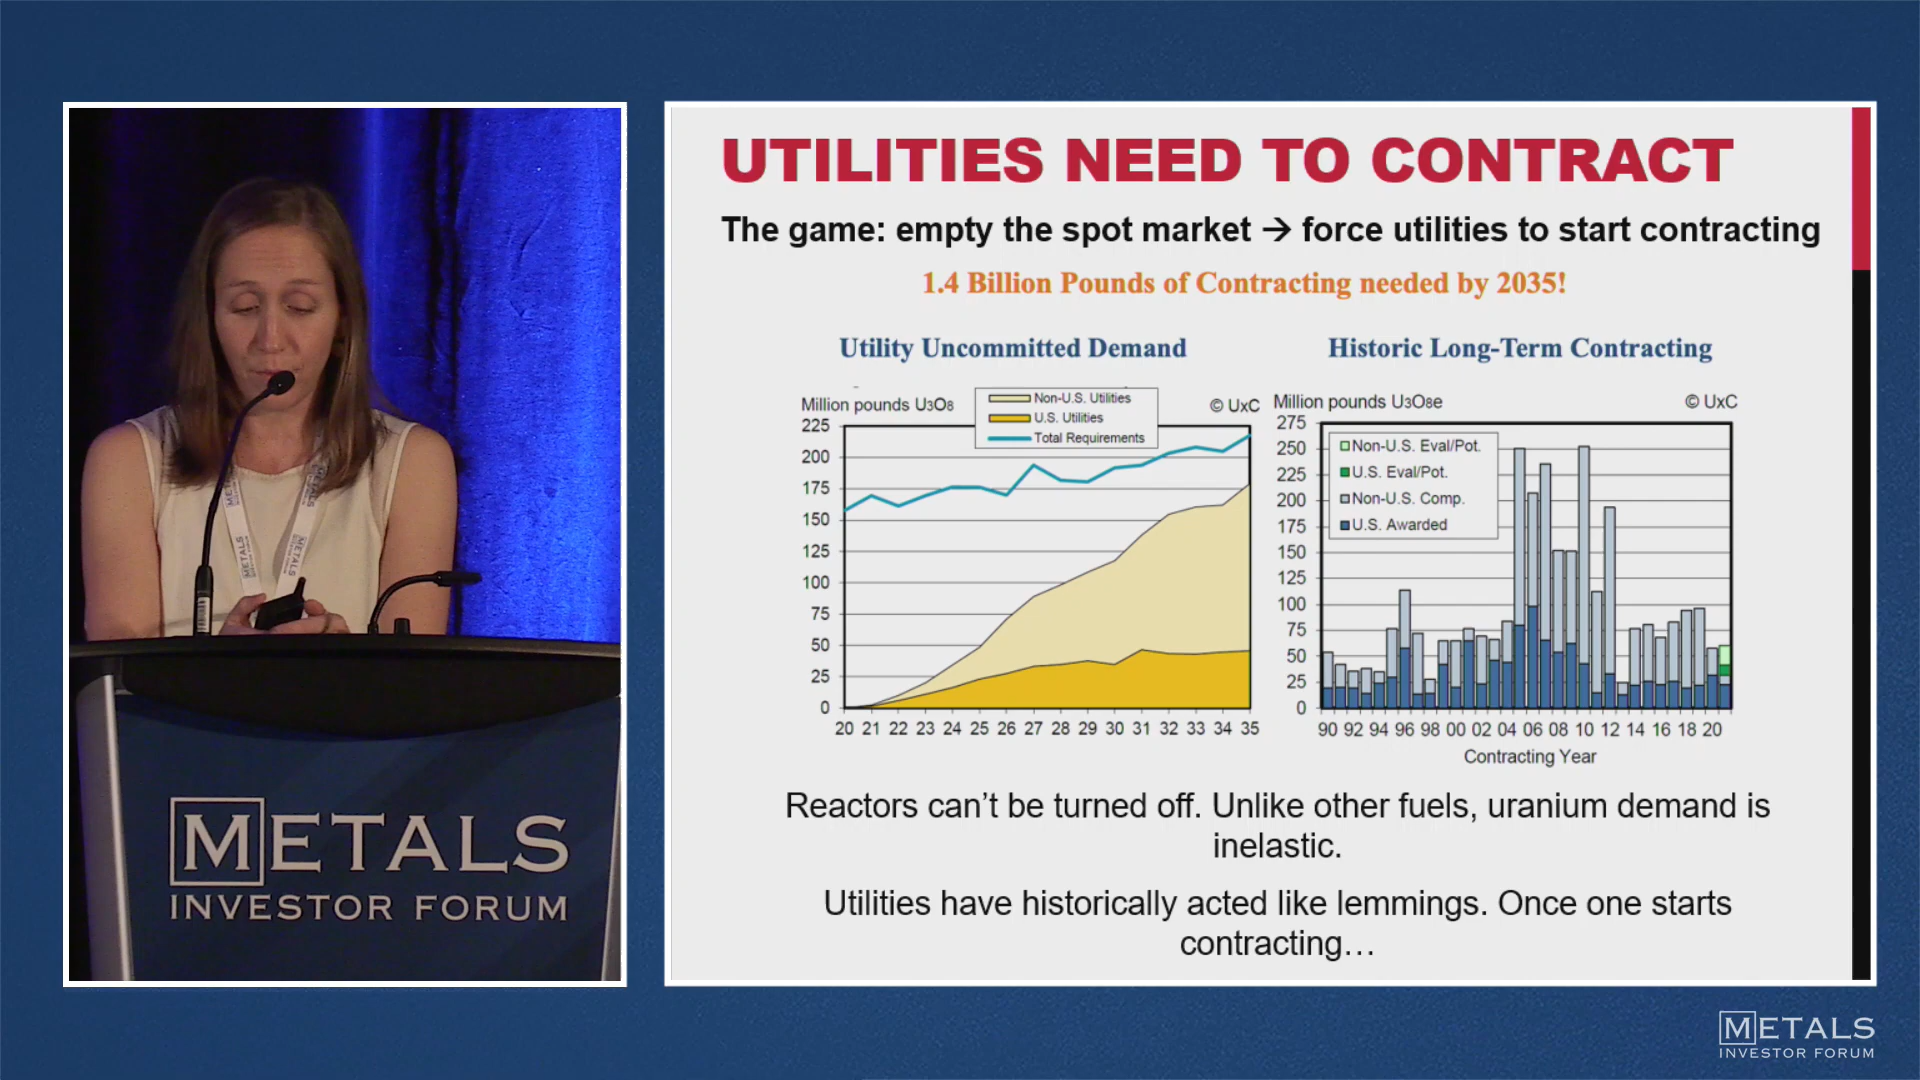 UTILITIES NEED TO CONTRACT
The game: empty the spot market → force utilities to start contracting
1.4 Billion Pounds of Contracting needed by 2035!
Utility Uncommitted Demand
Million pounds U3O8
© UxC
Non-U.S. Utilities
U.S. Utilities
Total Requirements
225
200
175
150
125
100
75
50
25
0
20 21 22 23 24 25 26 27 28 29 30 31 32 33 34 35
Historic Long-Term Contracting
Million pounds U3O8e
© UxC
Non-U.S. Eval/Pot.
U.S. Eval/Pot.
Non-U.S. Comp.
U.S. Awarded
275
250
225
200
175
150
125
100
75
50
25
0
90 92 94 96 98 00 02 04 06 08 10 12 14 16 18 20
Contracting Year
Reactors can't be turned off. Unlike other fuels, uranium demand is
inelastic.
Utilities have historically acted like lemmings. Once one starts
contracting…
METALS
METALS
METALS
METALS
INVESTOR FORUM
METALS
INVESTOR FORUM